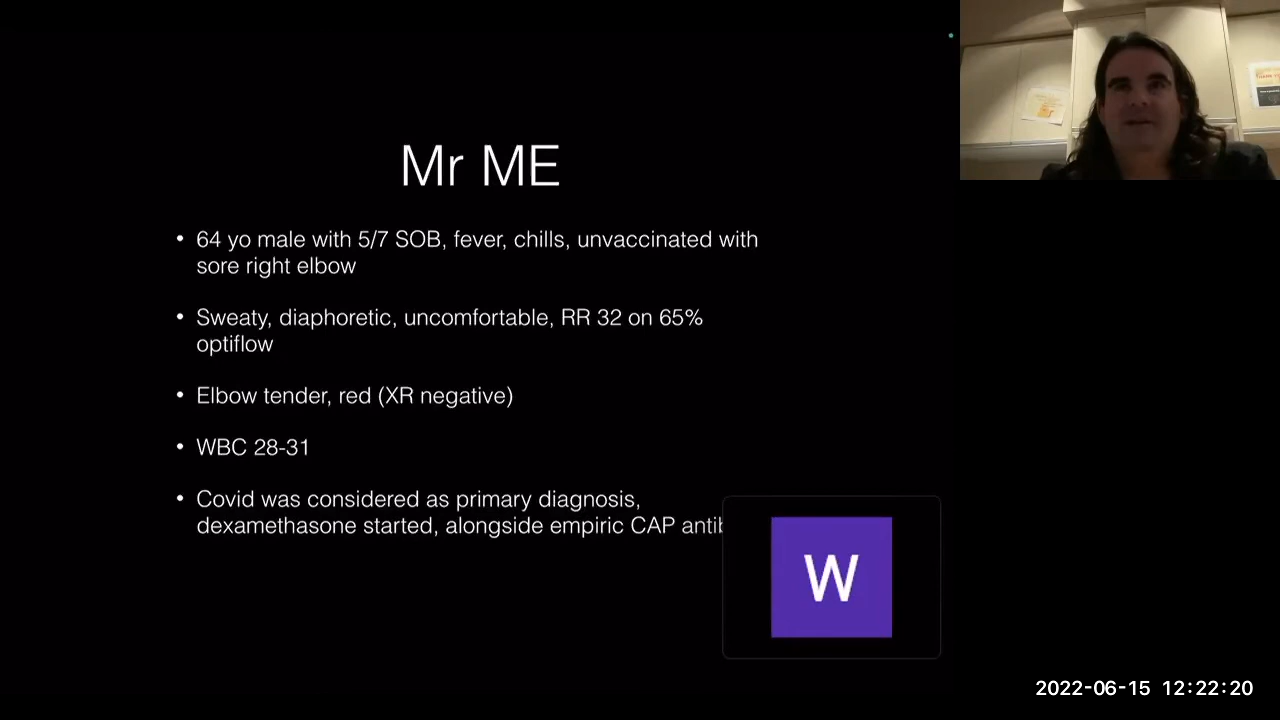 Mr ME
• 64 yo male with 5/7 SOB, fever, chills, unvaccinated with
sore right elbow
• Sweaty, diaphoretic, uncomfortable, RR 32 on 65%
optiflow
• Elbow tender, red (XR negative)
• WBC 28-31
• Covid was considered as primary diagnosis,
dexamethasone started, alongside empiric CAP
W
2022-06-15 12:22:20